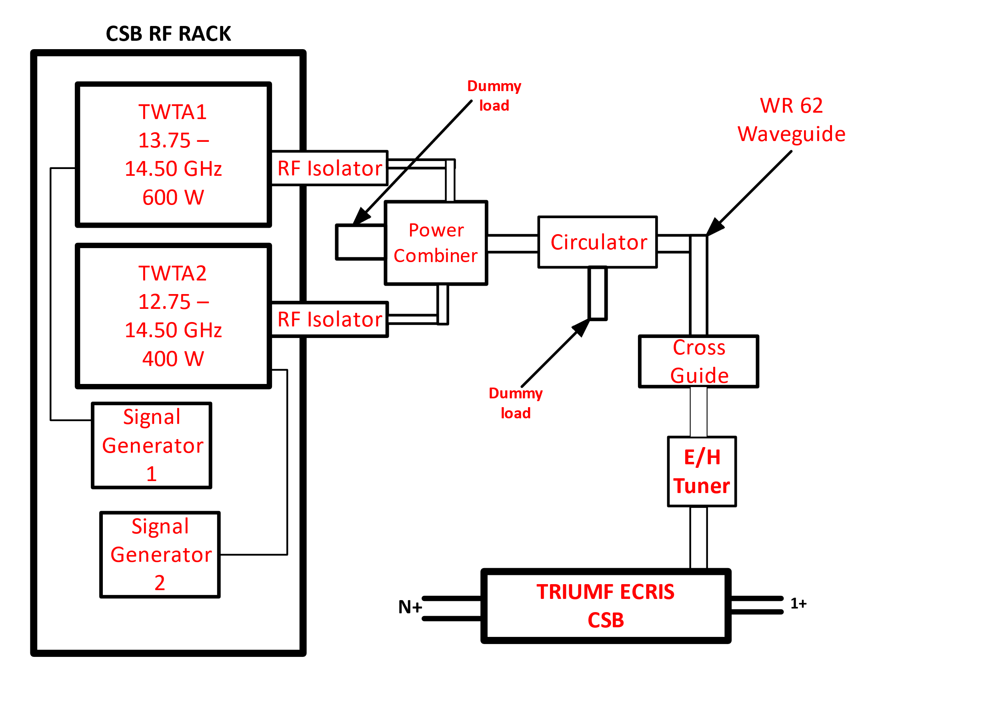 CSB RF RACK
TWTA1
13.75 –
14.50 GHz
600 W
RF Isolator
Dummy
load
WR 62
Waveguide
Power
Combiner
Circulator
TWTA2
12.75 –
14.50 GHz
400 W
RF Isolator
Dummy
load
Cross
Guide
Signal
Generator
1
E/H
Tuner
Signal
Generator
2
TRIUMF ECRIS
CSB
N+
1+